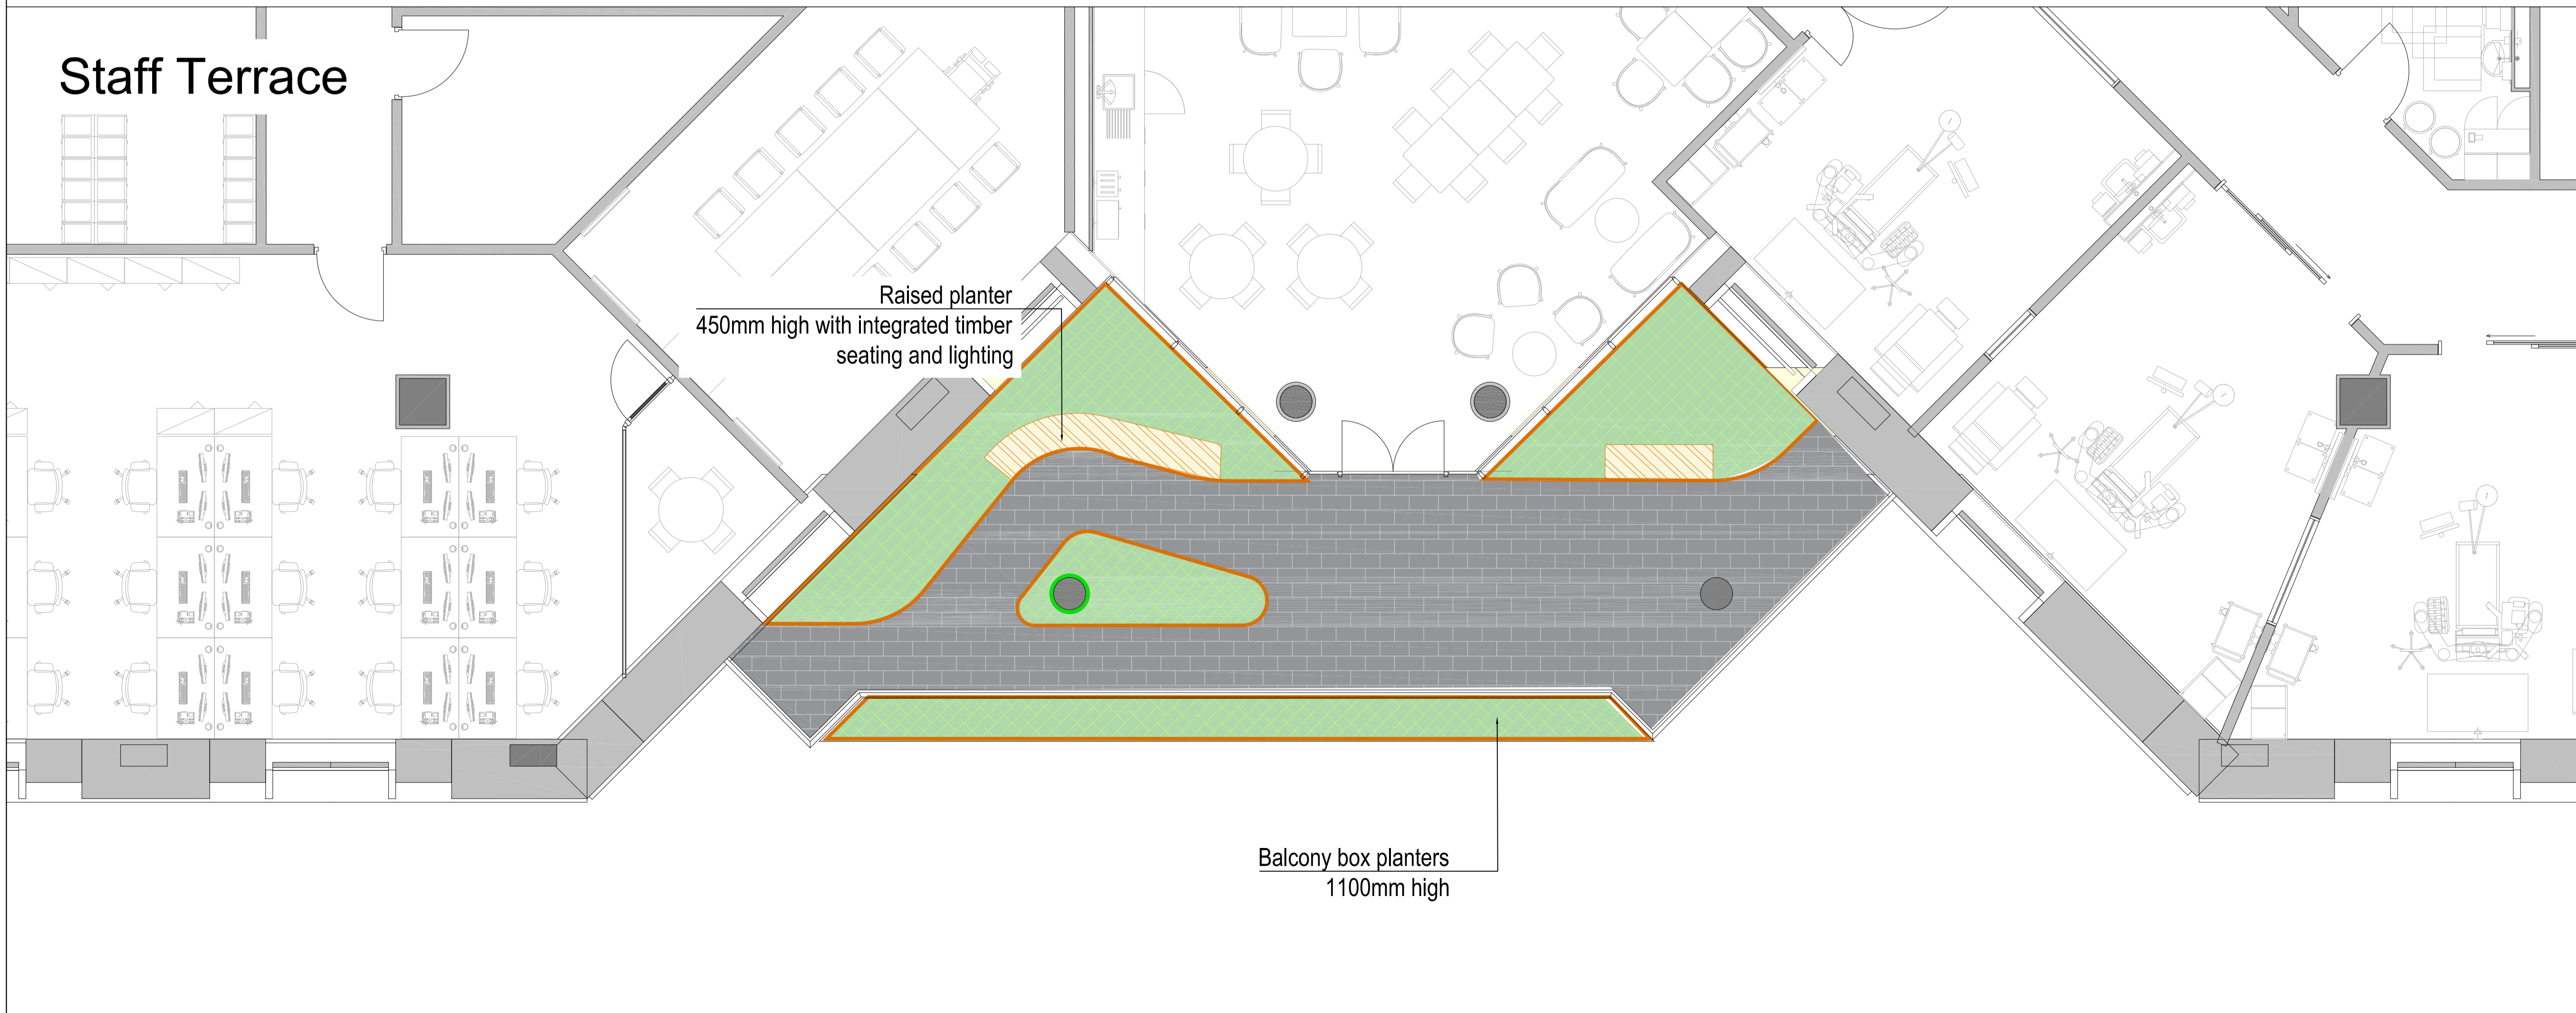 Staff Terrace
Raised planter
450mm high with integrated timber
seating and lighting
Balcony box planters
1100mm high